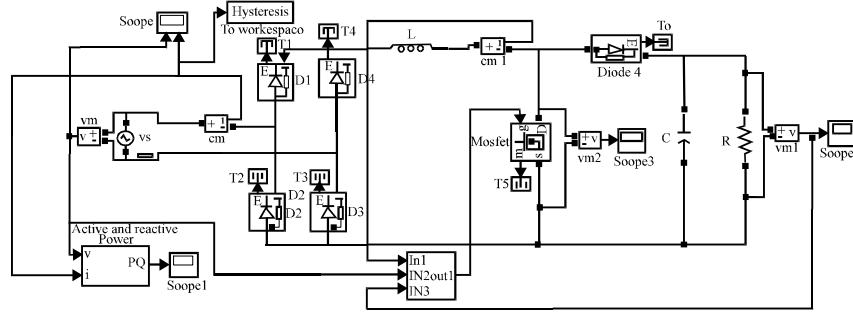 Soope
Hysteresis
To workespaco
T1
T4
To
L
E
E
E
D1
D4
cm 1
Diode 4
vm
v
vs
cm
Mosfet
g
D
m
s
vm2
Soope3
C
R
v
vm1
Soope
T2
T3
T5
E
E
D2
D2
D3
Active and reactive
Power
v
i
PQ
Soope1
In1
IN2out1
IN3